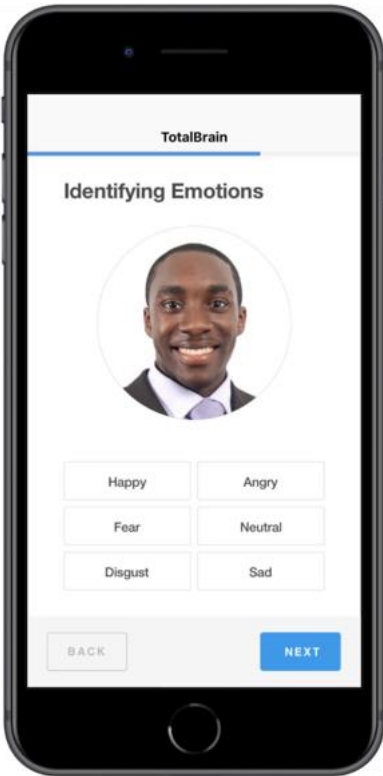 TotalBrain
Identifying Emotions
Happy Angry
Fear Neutral
Disgust Sad
BACK NEXT